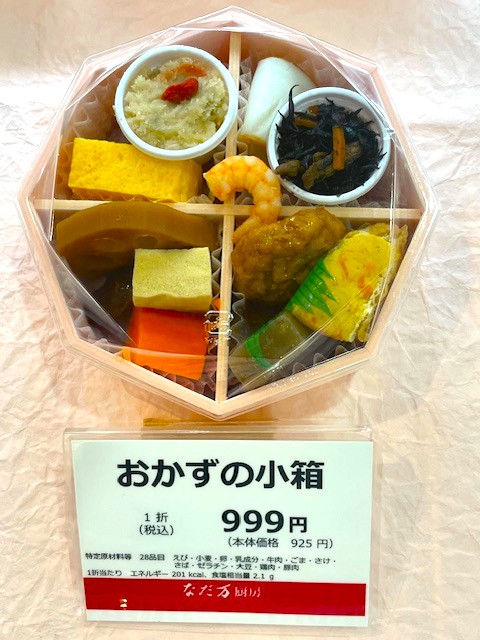 おかずの小箱
1折
(税込)
999円
(本体価格 925円)
特定原材料等 28品目 えび・小麦・卵・乳成分・牛肉・ごま・さけ・
さば・ゼラチン・大豆・鶏肉・豚肉
1折当たり エネルギー 201 kcal、食塩相当量 2.1 g
なだ万厨房